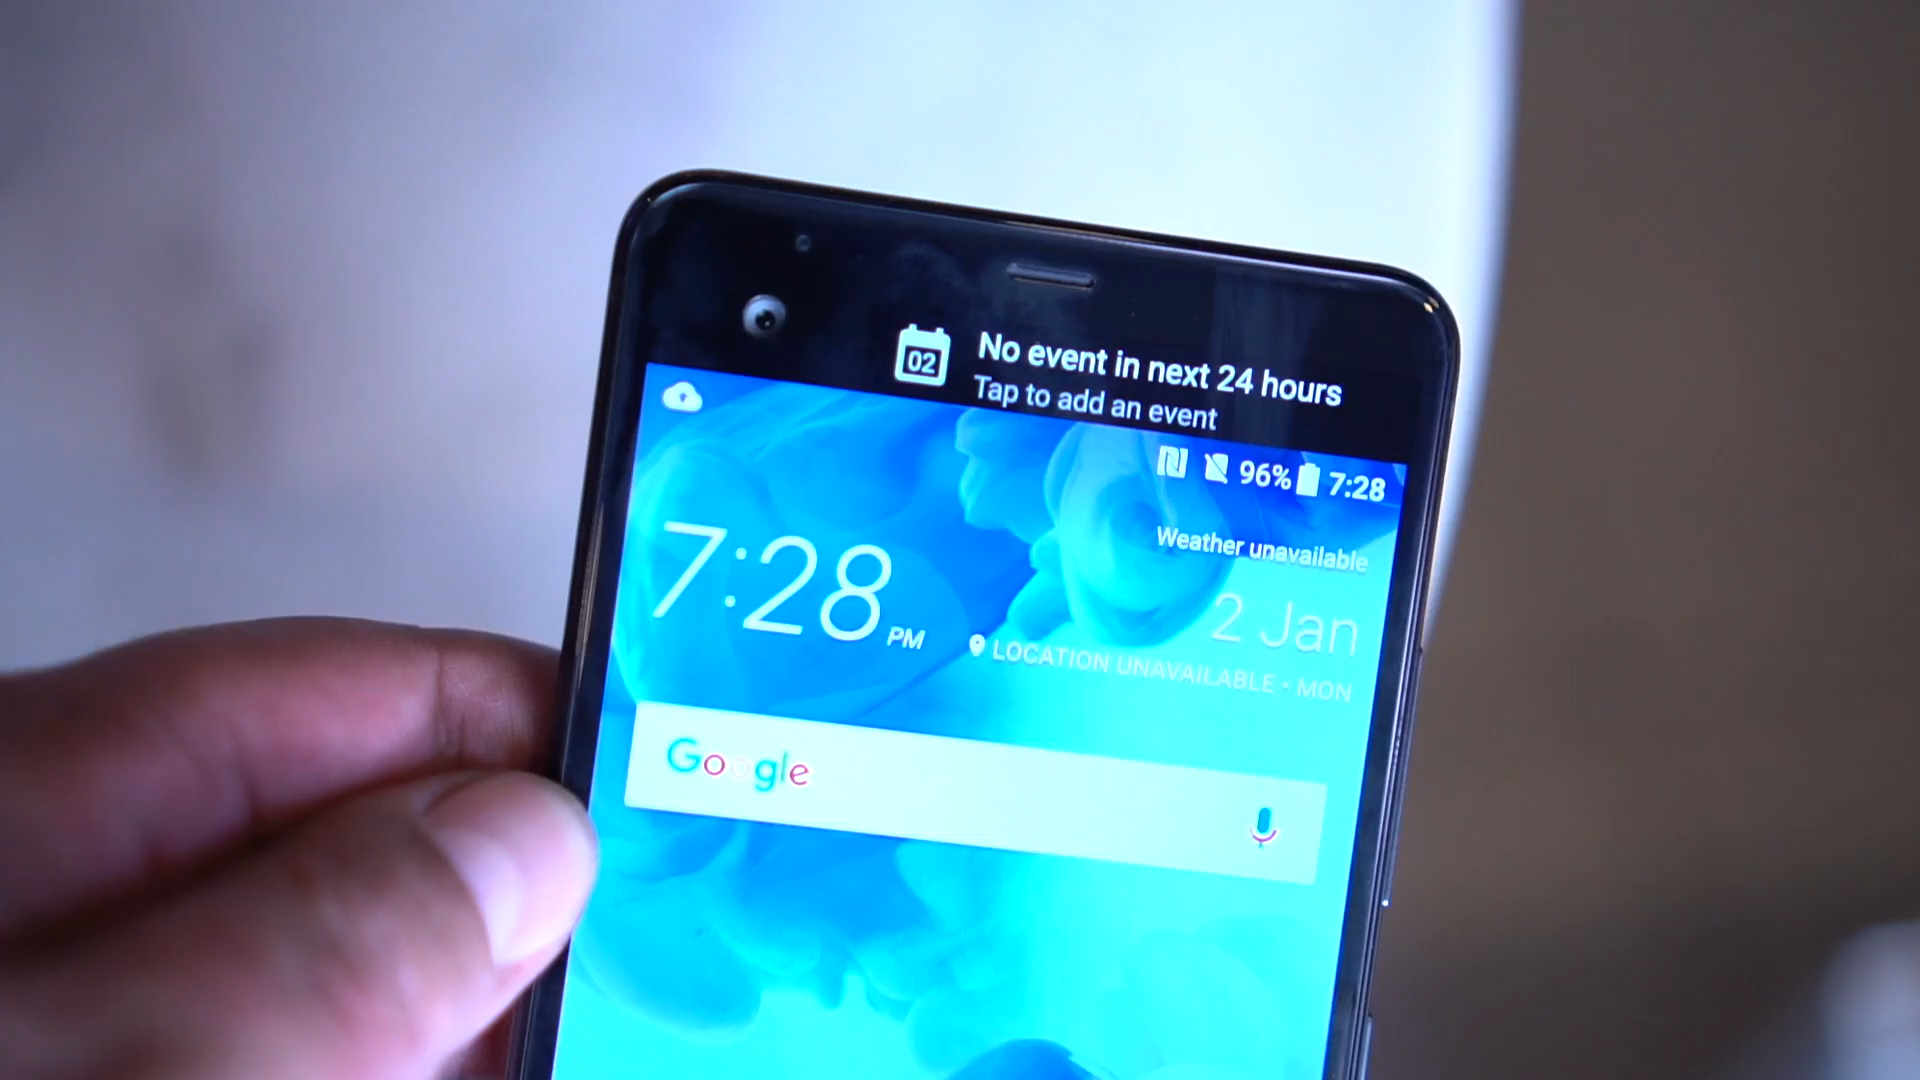 02
No event in next 24 hours
Tap to add an event
96% 7:28
7:28 PM
Weather unavailable
2 Jan
LOCATION UNAVAILABLE • MON
Google